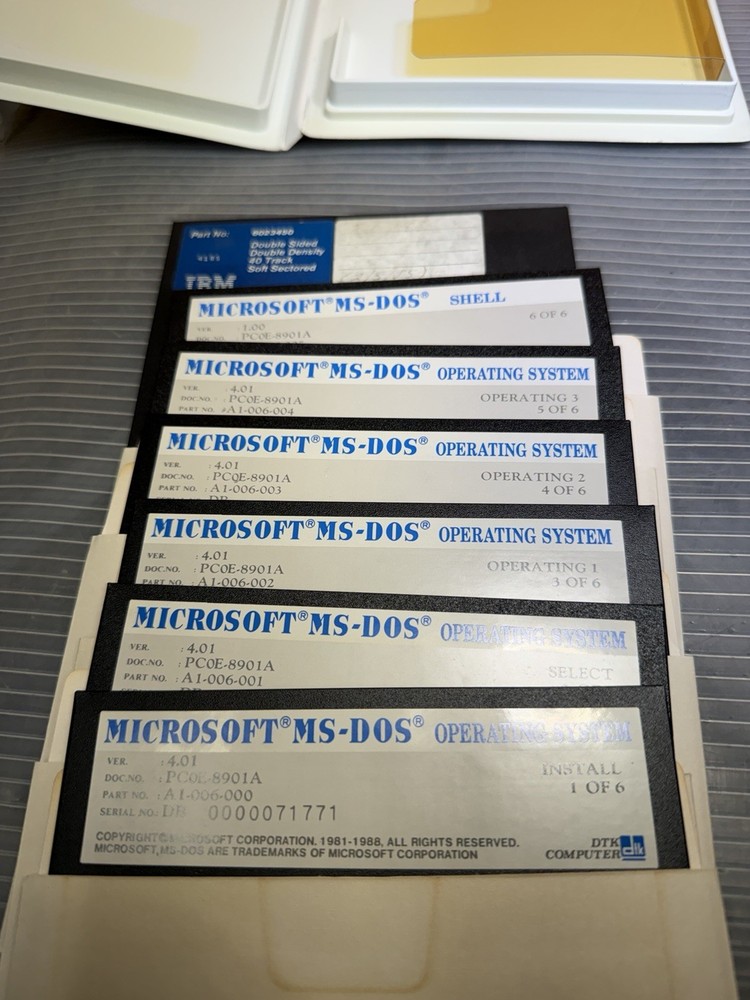 Part No:
Double Sided
Double Density
40 Track
Soft Sectored
IBM
MICROSOFT® MS-DOS® SHELL
6 OF 6
VER. : 1.00
DOC.NO. : PC0E-8901A
MICROSOFT® MS-DOS® OPERATING SYSTEM
VER. : 4.01
OPERATING 3
DOC.NO. : PC0E-8901A
5 OF 6
PART NO. : A1-006-004
MICROSOFT® MS-DOS® OPERATING SYSTEM
VER. : 4.01
OPERATING 2
DOC.NO. : PC0E-8901A
4 OF 6
PART NO. : A1-006-003
MICROSOFT® MS-DOS® OPERATING SYSTEM
VER. : 4.01
OPERATING 1
DOC.NO. : PC0E-8901A
3 OF 6
PART NO. : A1-006-002
MICROSOFT® MS-DOS® OPERATING SYSTEM
VER. : 4.01
DOC.NO. : PC0E-8901A
SELECT
PART NO. : A1-006-001
MICROSOFT® MS-DOS® OPERATING SYSTEM
VER. : 4.01
INSTALL
DOC.NO. : PC0E-8901A
1 OF 6
PART NO. : A1-006-000
SERIAL NO.: DB 0000071771
COPYRIGHT© MICROSOFT CORPORATION. 1981-1988, ALL RIGHTS RESERVED.
MICROSOFT, MS-DOS ARE TRADEMARKS OF MICROSOFT CORPORATION
DTK
COMPUTER dtk